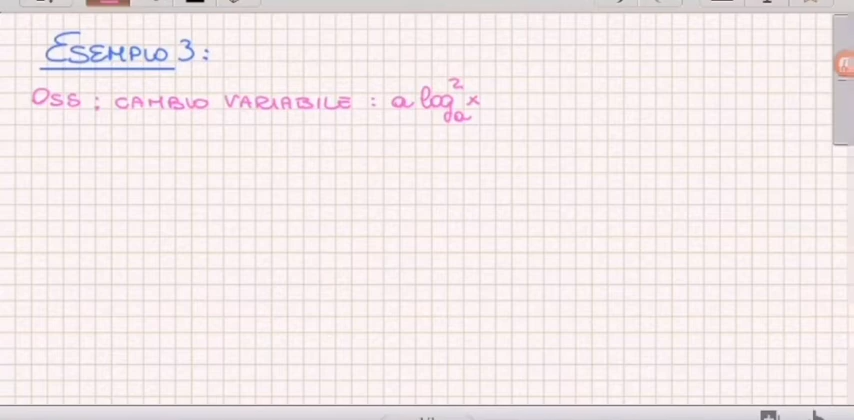 ESEMPIO 3:
OSS : CAMBIO VARIABILE : a log²ₐ x